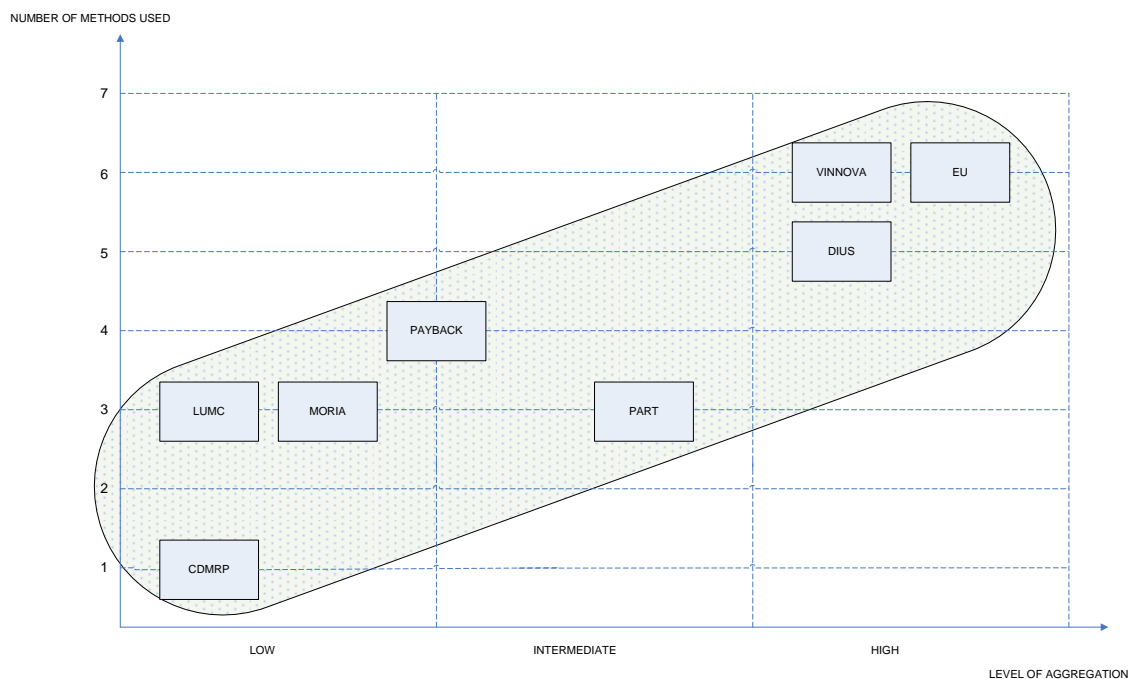 NUMBER OF METHODS USED
7
6
VINNOVA
EU
5
DIUS
4
PAYBACK
3
LUMC
MORIA
PART
2
1
CDMRP
LOW
INTERMEDIATE
HIGH
LEVEL OF AGGREGATION